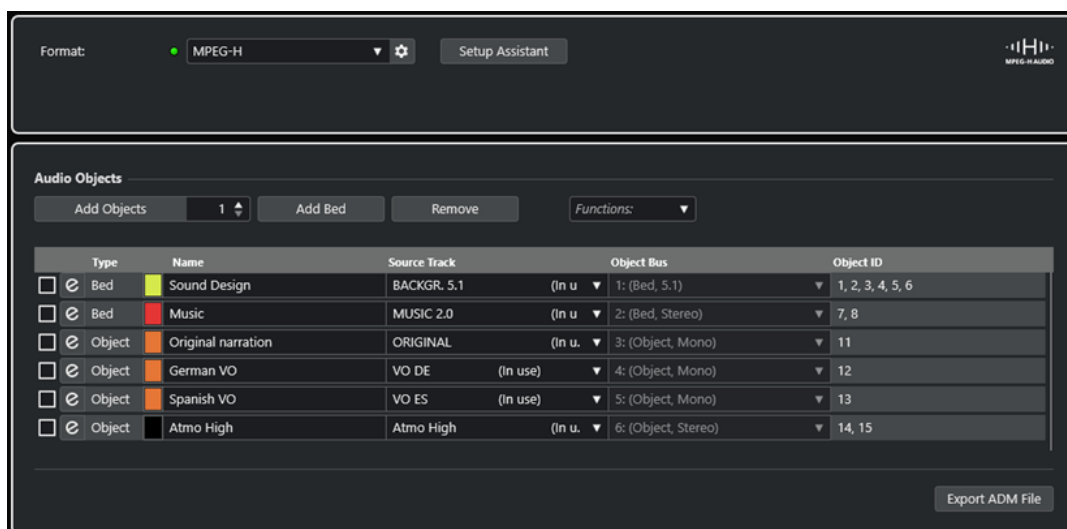 Format: MPEG-H Setup Assistant
MPEG-H AUDIO
Audio Objects
Add Objects 1 Add Bed Remove Functions:
Type Name Source Track Object Bus Object ID
e Bed Sound Design BACKGR. 5.1 (In u 1: (Bed, 5.1) 1, 2, 3, 4, 5, 6
e Bed Music MUSIC 2.0 (In u 2: (Bed, Stereo) 7, 8
e Object Original narration ORIGINAL (In u. 3: (Object, Mono) 11
e Object German VO VO DE (In use) 4: (Object, Mono) 12
e Object Spanish VO VO ES (In use) 5: (Object, Mono) 13
e Object Atmo High Atmo High (In u. 6: (Object, Stereo) 14, 15
Export ADM File